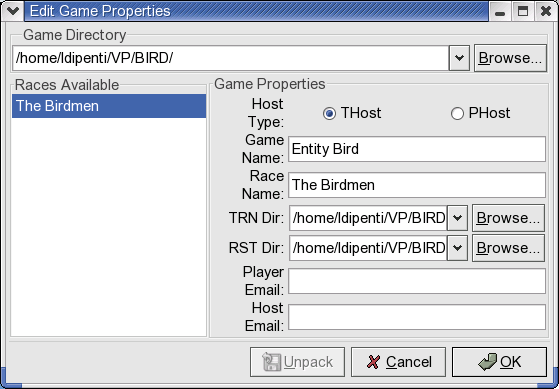 Edit Game Properties
Game Directory
/home/ldipenti/VP/BIRD/
Browse...
Races Available
The Birdmen
Game Properties
Host Type:
THost
PHost
Game Name:
Entity Bird
Race Name:
The Birdmen
TRN Dir:
/home/ldipenti/VP/BIRD
Browse...
RST Dir:
/home/ldipenti/VP/BIRD
Browse...
Player Email:
Host Email:
Unpack
Cancel
OK